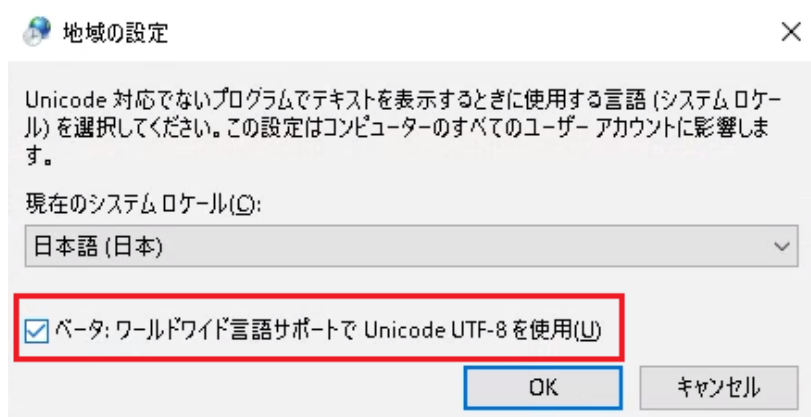 地域の設定
Unicode 対応でないプログラムでテキストを表示するときに使用する言語 (システム ロケー
ル) を選択してください。この設定はコンピューターのすべてのユーザー アカウントに影響しま
す。
現在のシステム ロケール(C):
日本語 (日本)
ベータ: ワールドワイド言語サポートで Unicode UTF-8 を使用(U)
OK
キャンセル